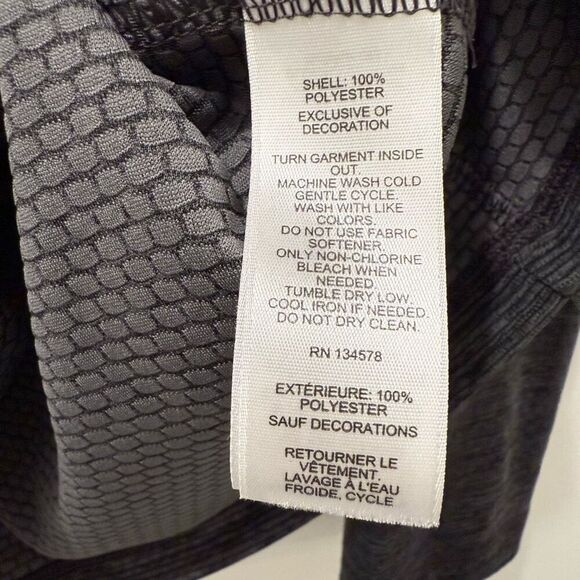 SHELL: 100%
POLYESTER
EXCLUSIVE OF
DECORATION
TURN GARMENT INSIDE
OUT.
MACHINE WASH COLD
GENTLE CYCLE.
WASH WITH LIKE
COLORS.
DO NOT USE FABRIC
SOFTENER.
ONLY NON-CHLORINE
BLEACH WHEN
NEEDED.
TUMBLE DRY LOW.
COOL IRON IF NEEDED.
DO NOT DRY CLEAN.
RN 134578
EXTÉRIEURE: 100%
POLYESTER
SAUF DECORATIONS
RETOURNER LE
VÊTEMENT.
LAVAGE À L'EAU
FROIDE, CYCLE